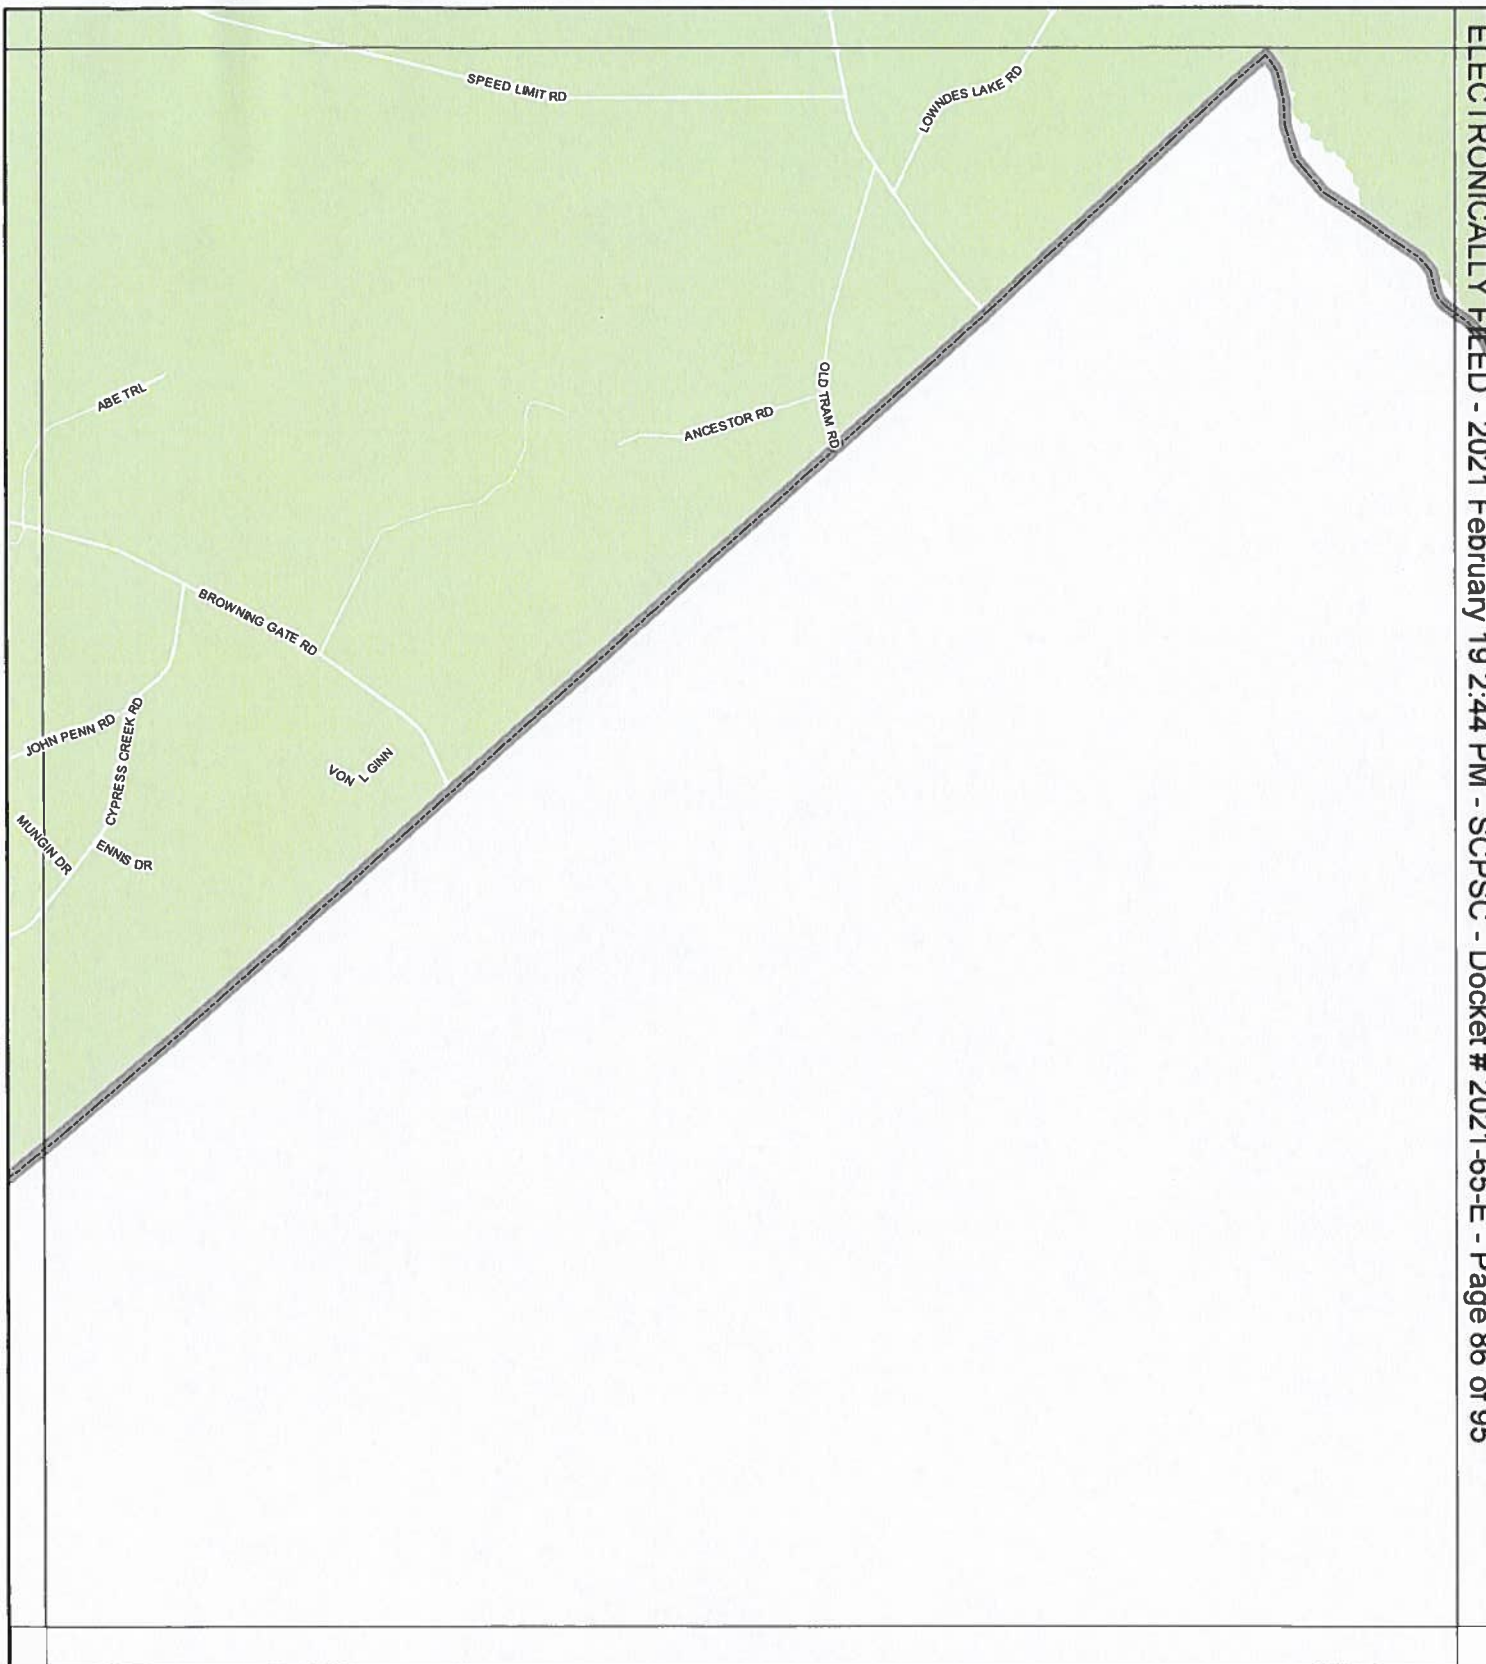 SPEED LIMIT RD
LOWNDES LAKE RD
ABE TRL
OLD TRAM RD
ANCESTOR RD
BROWNING GATE RD
JOHN PENN RD
CYPRESS CREEK RD
VON L GINN
MUNGIN DR
ENNIS DR
ELECTRONICALLY FILED - 2021 February 19 2:44 PM - SCPSC - Docket # 2021-65-E - Page 86 of 95